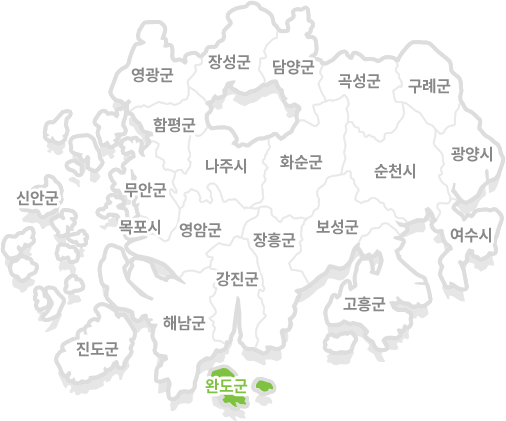 장성군
담양군
영광군
곡성군
구례군
함평군
광양시
나주시
화순군
순천시
신안군
무안군
목포시
영암군
장흥군
보성군
여수시
강진군
고흥군
해남군
진도군
완도군